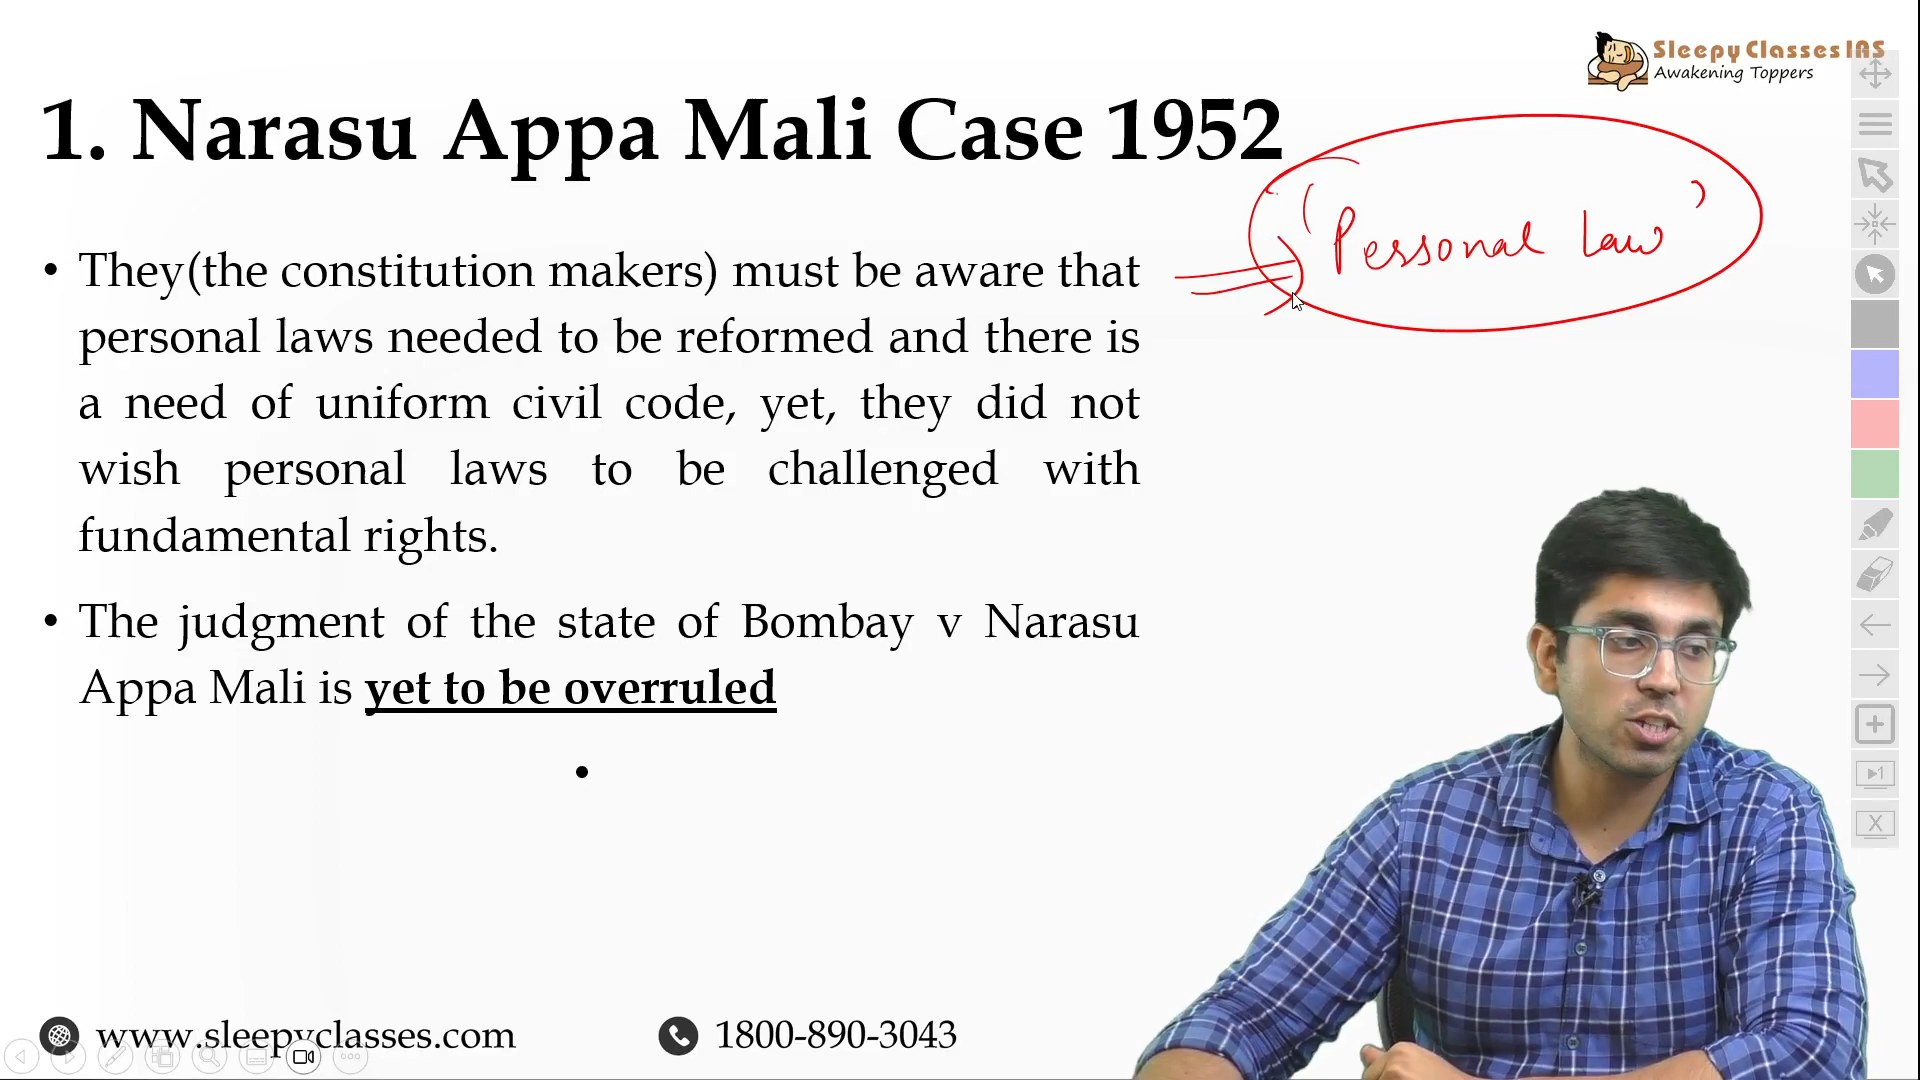 Sleepy Classes IAS
Awakening Toppers
1. Narasu Appa Mali Case 1952
'Personal law'
• They(the constitution makers) must be aware that
personal laws needed to be reformed and there is
a need of uniform civil code, yet, they did not
wish personal laws to be challenged with
fundamental rights.
• The judgment of the state of Bombay v Narasu
Appa Mali is yet to be overruled
•
www.sleepyclasses.com
1800-890-3043
1
X